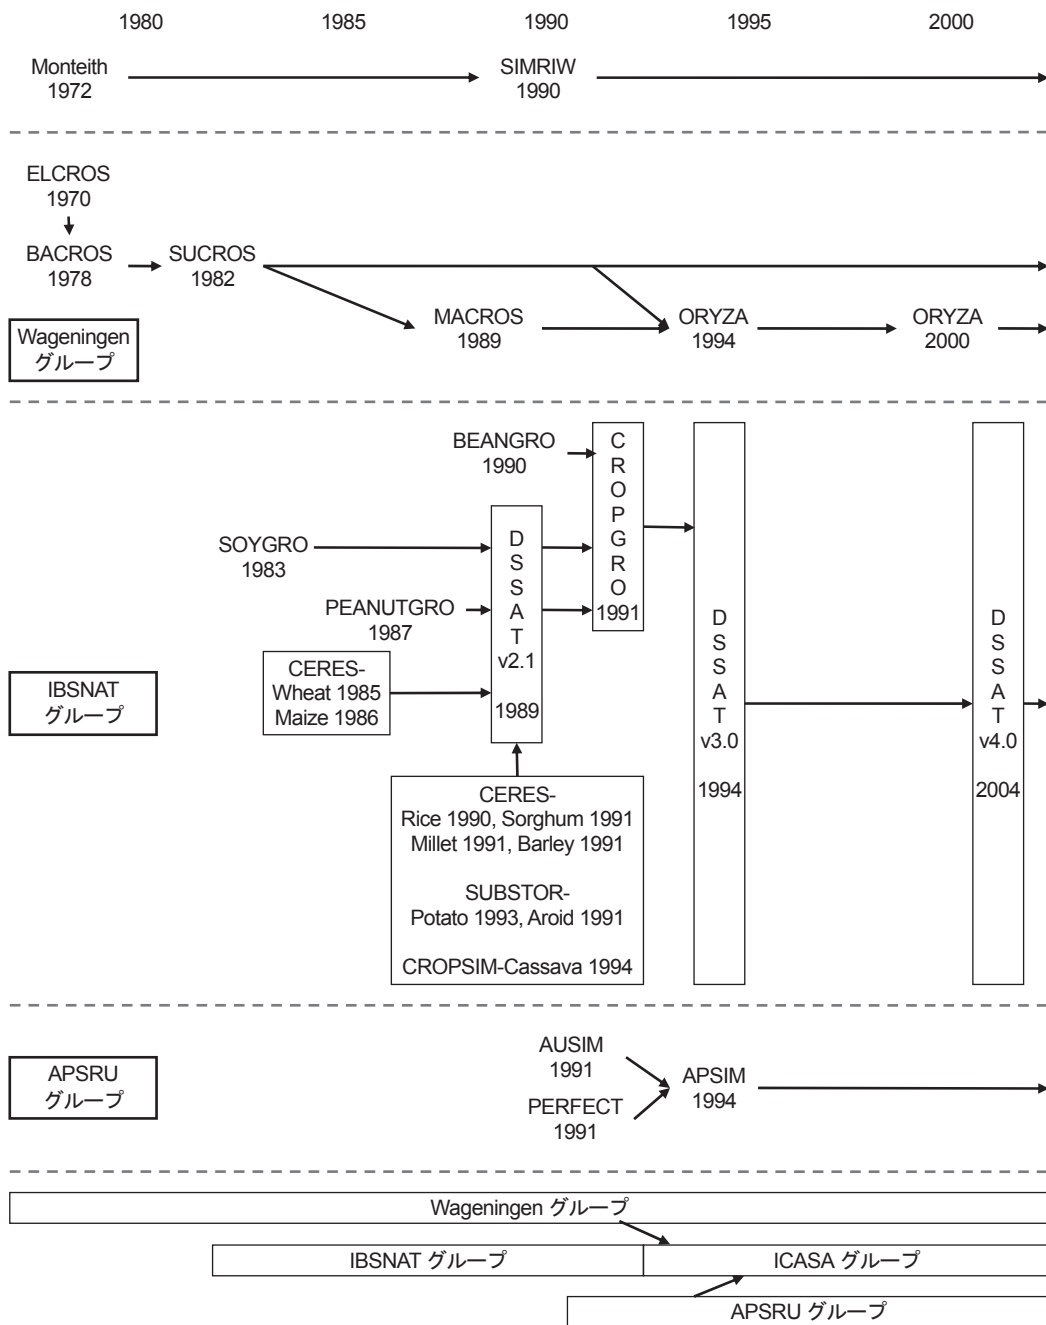 1980 1985 1990 1995 2000
Monteith
1972
SIMRIW
1990
ELCROS
1970
BACROS
1978
SUCROS
1982
MACROS
1989
ORYZA
1994
ORYZA
2000
Wageningen
グループ
BEANGRO
1990
CROPGRO
1991
SOYGRO
1983
PEANUTGRO
1987
CERES-
Wheat 1985
Maize 1986
DSSAT
v2.1
1989
CERES-
Rice 1990, Sorghum 1991
Millet 1991, Barley 1991
SUBSTOR-
Potato 1993, Aroid 1991
CROPSIM-Cassava 1994
DSSAT
v3.0
1994
DSSAT
v4.0
2004
IBSNAT
グループ
APSRU
グループ
AUSIM
1991
PERFECT
1991
APSIM
1994
Wageningen グループ
IBSNAT グループ
ICASA グループ
APSRU グループ